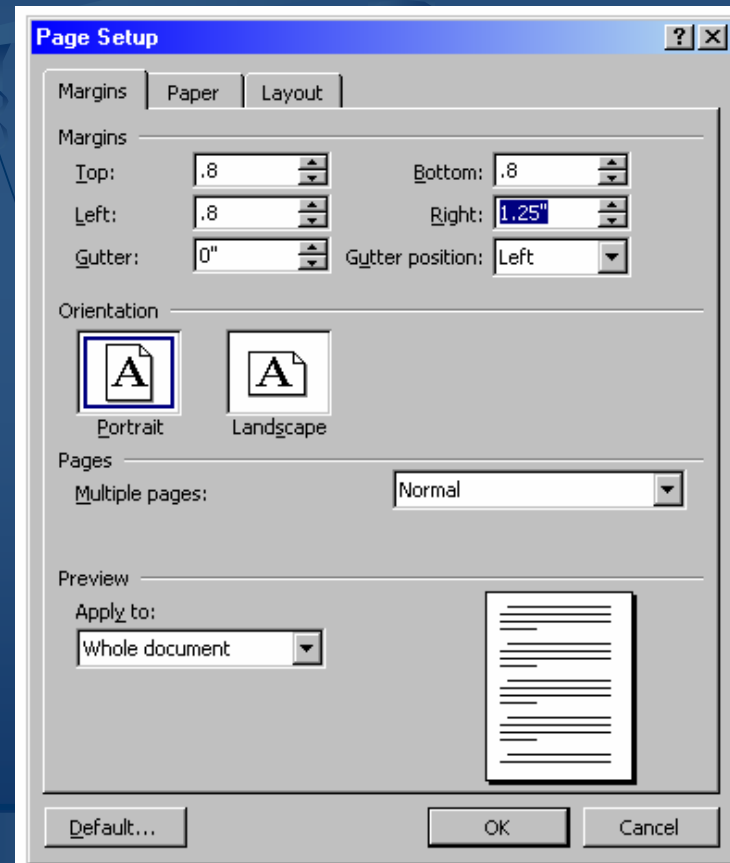 Page Setup
Margins Paper Layout
Margins
Top: .8 Bottom: .8
Left: .8 Right: 1.25"
Gutter: 0" Gutter position: Left
Orientation
A A
Portrait Landscape
Pages
Multiple pages: Normal
Preview
Apply to:
Whole document
Default... OK Cancel